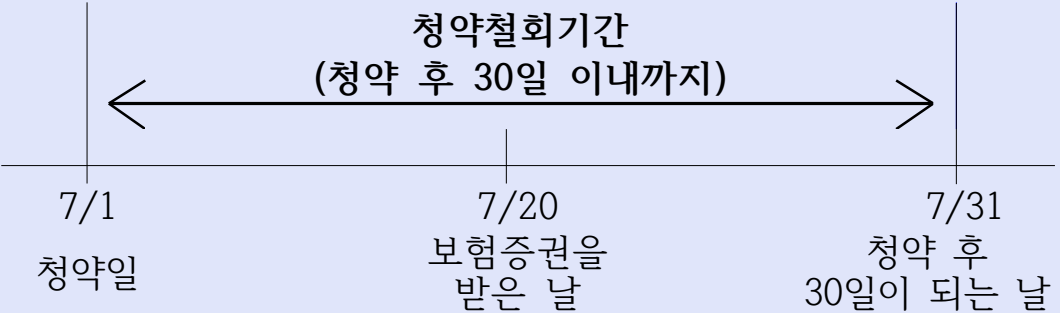 청약철회기간
(청약 후 30일 이내까지)
7/1
청약일
7/20
보험증권을
받은 날
7/31
청약 후
30일이 되는 날